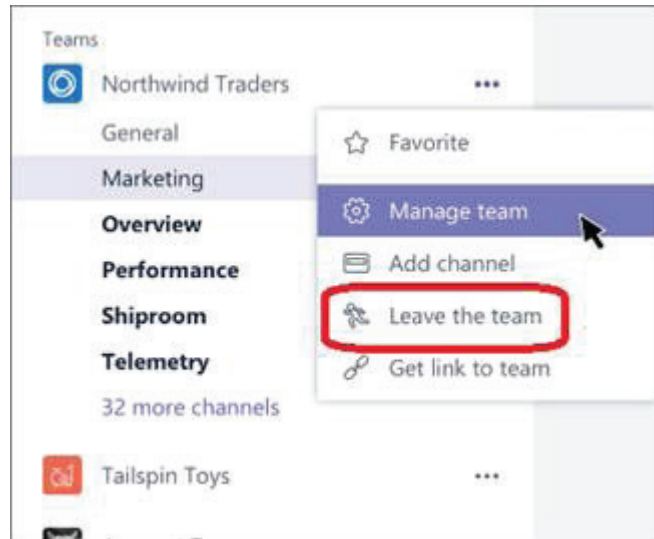 Teams
Northwind Traders
General
Marketing
Overview
Performance
Shiproom
Telemetry
32 more channels
Tailspin Toys
Favorite
Manage team
Add channel
Leave the team
Get link to team